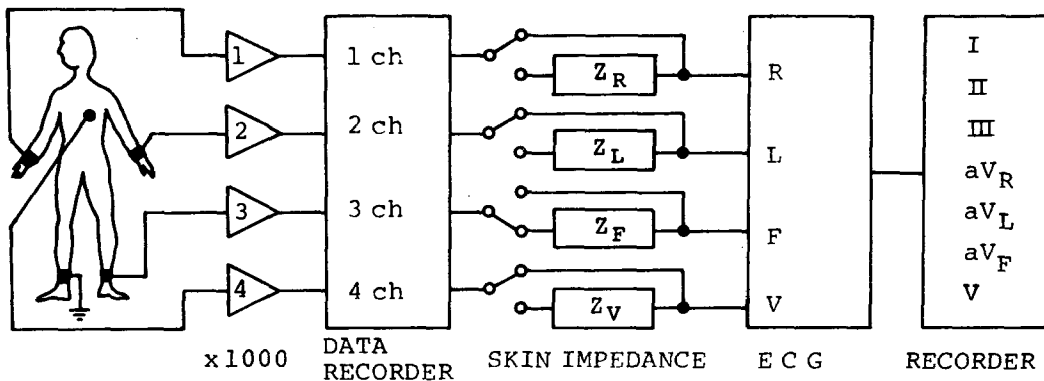 1
2
3
4
x1000
1 ch
2 ch
3 ch
4 ch
DATA
RECORDER
Z_R
Z_L
Z_F
Z_V
SKIN IMPEDANCE
R
L
F
V
ECG
I
II
III
aV_R
aV_L
aV_F
V
RECORDER